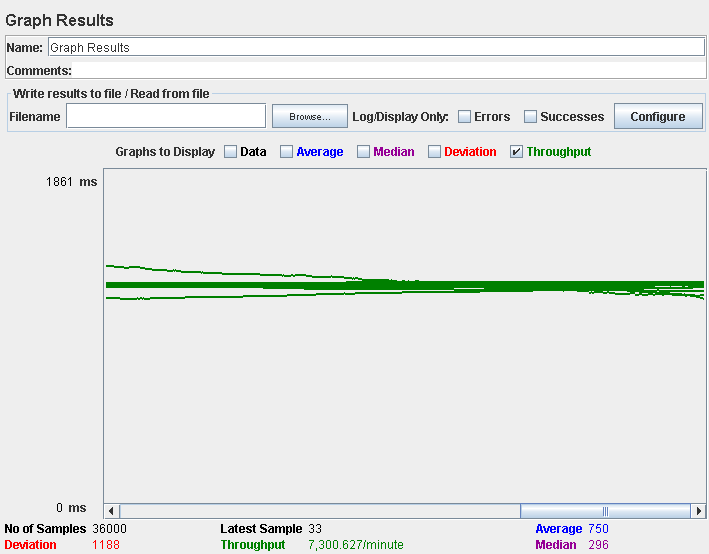 Graph Results
Name: Graph Results
Comments:
Write results to file / Read from file
Filename Browse... Log/Display Only: Errors Successes Configure
Graphs to Display Data Average Median Deviation Throughput
1861 ms
0 ms
No of Samples 36000 Latest Sample 33 Average 750
Deviation 1188 Throughput 7,300.627/minute Median 296